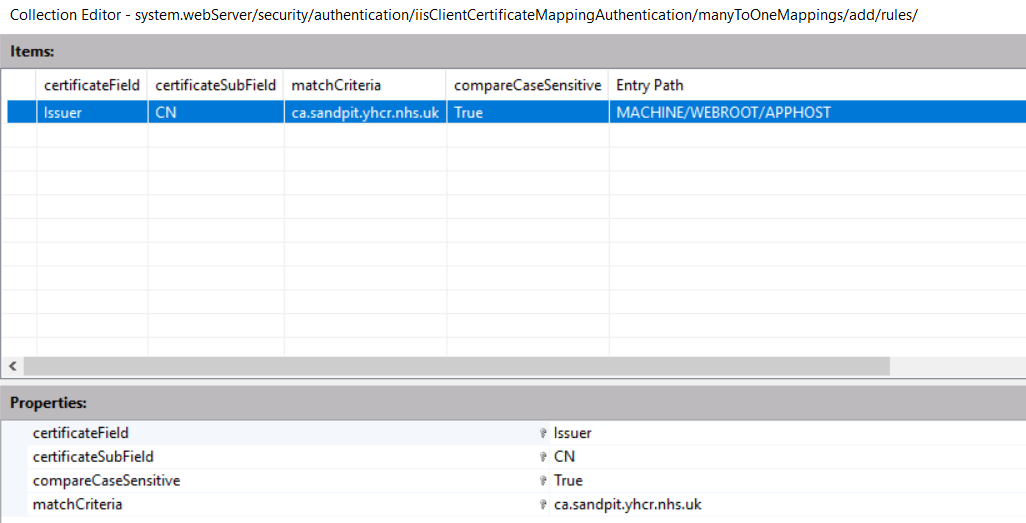 Collection Editor - system.webServer/security/authentication/iisClientCertificateMappingAuthentication/manyToOneMappings/add/rules/
Items:
certificateField certificateSubField matchCriteria compareCaseSensitive Entry Path
Issuer CN ca.sandpit.yhcr.nhs.uk True MACHINE/WEBROOT/APPHOST
Properties:
certificateField Issuer
certificateSubField CN
compareCaseSensitive True
matchCriteria ca.sandpit.yhcr.nhs.uk